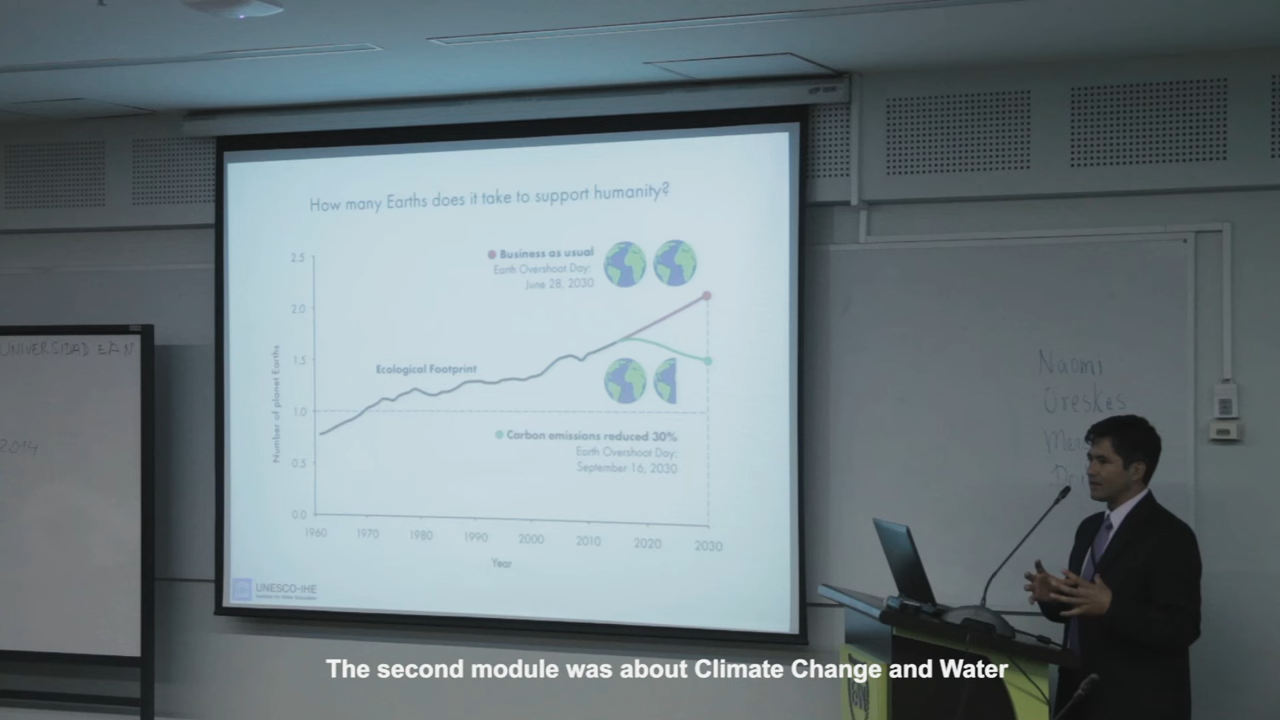 How many Earths does it take to support humanity?
2.5
2.0
1.5
1.0
0.5
0.0
Number of planet Earths
Business as usual
Earth Overshoot Day:
June 28, 2030
Ecological Footprint
Carbon emissions reduced 30%
Earth Overshoot Day:
September 16, 2030
1960 1970 1980 1990 2000 2010 2020 2030
Year
UNESCO-IHE
UNIVERSIDAD EAN
2014
Naomi
Oreskes
The second module was about Climate Change and Water